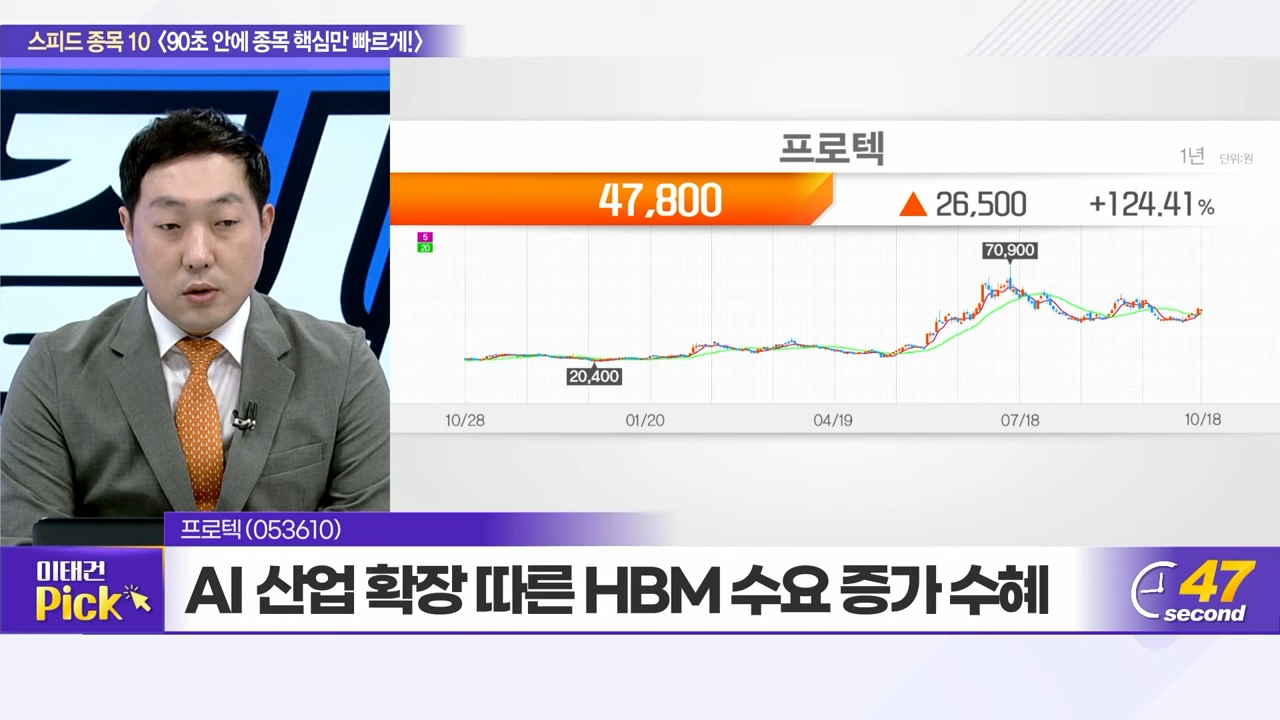 스피드 종목 10 〈90초 안에 종목 핵심만 빠르게!〉
프로텍
1년 단위:원
47,800 ▲ 26,500 +124.41%
5
20
70,900
20,400
10/28 01/20 04/19 07/18 10/18
프로텍(053610)
이태건
Pick
AI 산업 확장 따른 HBM 수요 증가 수혜
47
second